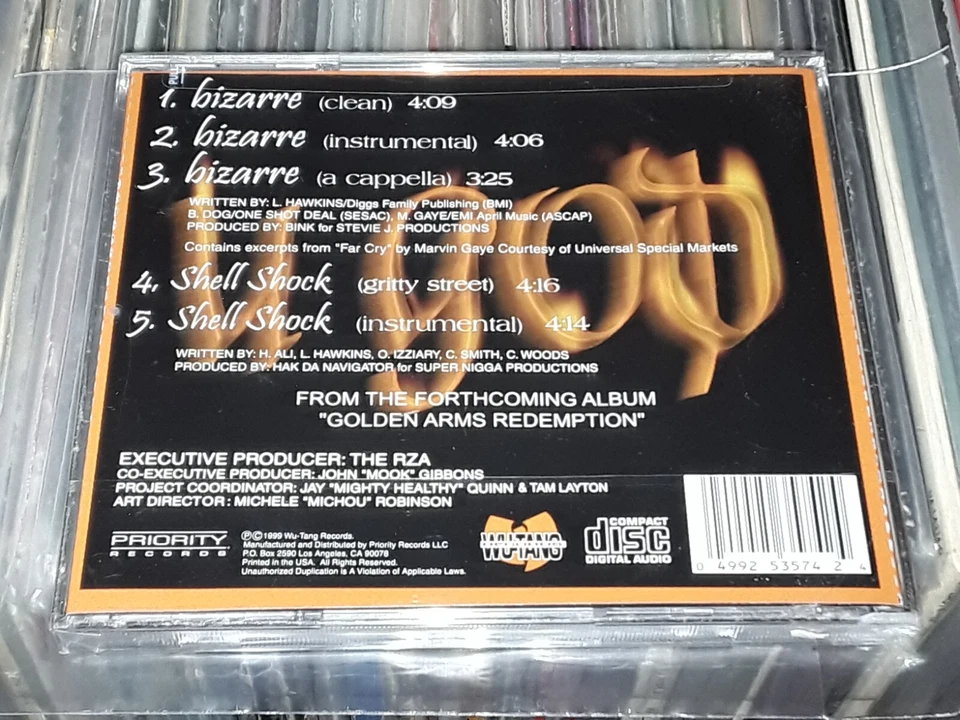 PULL
1. bizarre (clean) 4:09
2. bizarre (instrumental) 4:06
3. bizarre (a cappella) 3:25
WRITTEN BY: L. HAWKINS/Diggs Family Publishing (BMI)
B. DOG/ONE SHOT DEAL (SESAC), M. GAYE/EMI April Music (ASCAP)
PRODUCED BY: BINK for STEVIE J. PRODUCTIONS
Contains excerpts from "Far Cry" by Marvin Gaye Courtesy of Universal Special Markets
u-god
4. Shell Shock (gritty street) 4:16
5. Shell Shock (instrumental) 4:14
WRITTEN BY: H. ALI, L. HAWKINS, O. IZZIARY, C. SMITH, C. WOODS
PRODUCED BY: HAK DA NAVIGATOR for SUPER NIGGA PRODUCTIONS
FROM THE FORTHCOMING ALBUM
"GOLDEN ARMS REDEMPTION"
EXECUTIVE PRODUCER: THE RZA
CO-EXECUTIVE PRODUCER: JOHN "MOOK" GIBBONS
PROJECT COORDINATOR: JAY "MIGHTY HEALTHY" QUINN & TAM LAYTON
ART DIRECTOR: MICHELE "MICHOU" ROBINSON
PRIORITY
RECORDS
℗©1999 Wu-Tang Records.
Manufactured and Distributed by Priority Records LLC
P.O. Box 2590 Los Angeles, CA 90078
Printed in the USA. All Rights Reserved.
Unauthorized Duplication is A Violation of Applicable Laws.
WU-TANG
COMPACT
disc
DIGITAL AUDIO
0 4992 53574 2 4